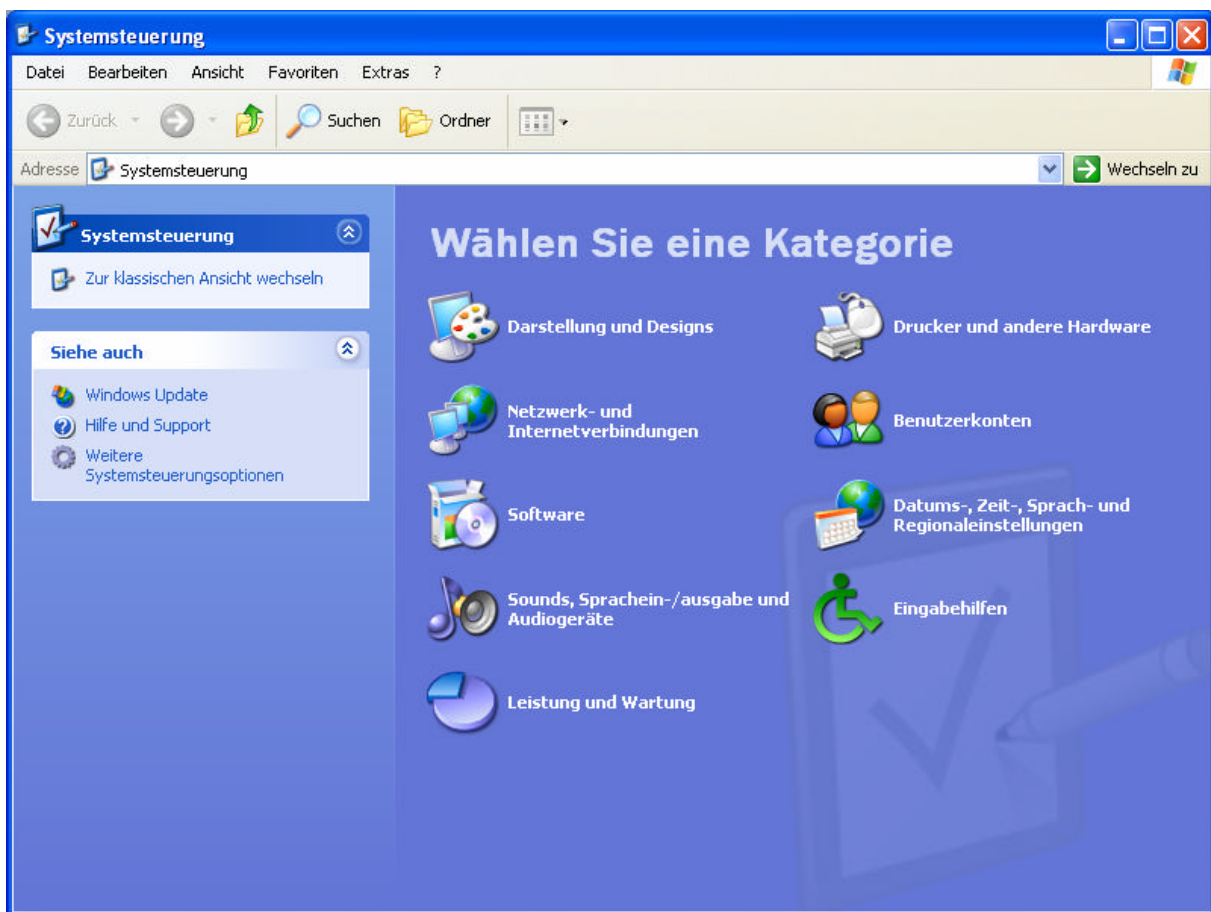 Systemsteuerung
Datei Bearbeiten Ansicht Favoriten Extras ?
Zurück Suchen Ordner
Adresse Systemsteuerung Wechseln zu
Systemsteuerung
Zur klassischen Ansicht wechseln
Siehe auch
Windows Update
Hilfe und Support
Weitere
Systemsteuerungsoptionen
Wählen Sie eine Kategorie
Darstellung und Designs
Drucker und andere Hardware
Netzwerk- und
Internetverbindungen
Benutzerkonten
Software
Datums-, Zeit-, Sprach- und
Regionaleinstellungen
Sounds, Sprachein-/ausgabe und
Audiogeräte
Eingabehilfen
Leistung und Wartung